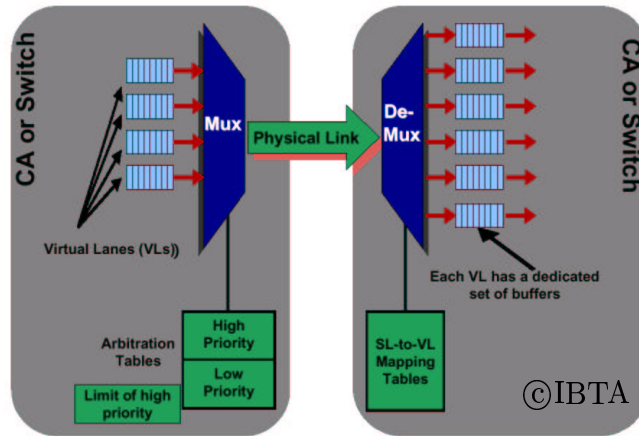 CA or Switch
Mux
Virtual Lanes (VLs))
Arbitration
Tables
High
Priority
Low
Priority
Limit of high
priority
Physical Link
De-
Mux
CA or Switch
Each VL has a dedicated
set of buffers
SL-to-VL
Mapping
Tables
©IBTA